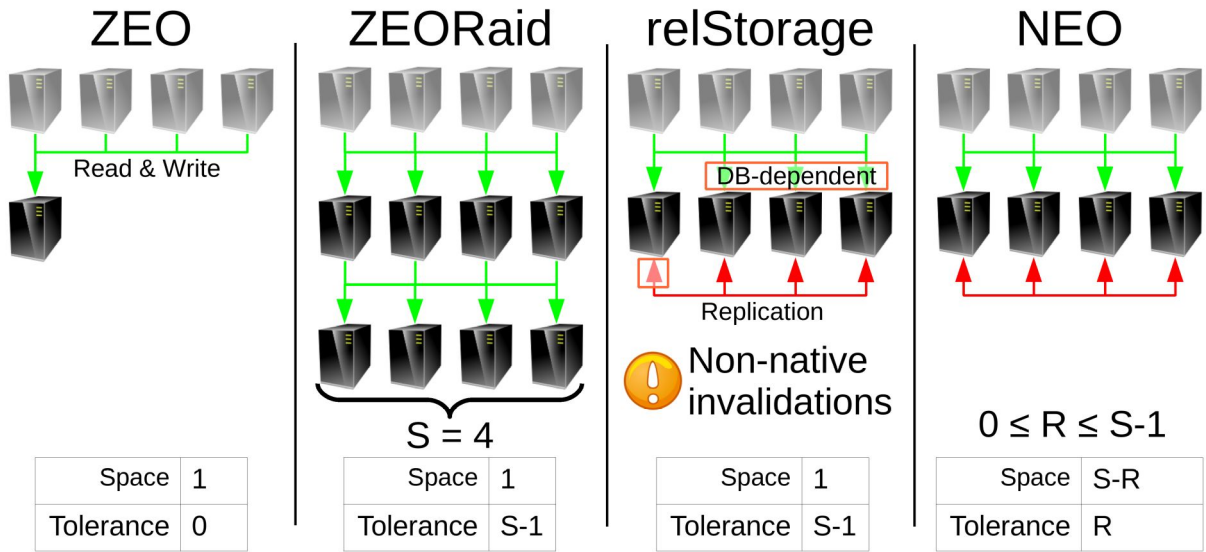 ZEO
Read & Write
Space 1
Tolerance 0
ZEORaid
S = 4
Space 1
Tolerance S-1
relStorage
DB-dependent
Replication
Non-native
invalidations
Space 1
Tolerance S-1
NEO
0 ≤ R ≤ S-1
Space S-R
Tolerance R